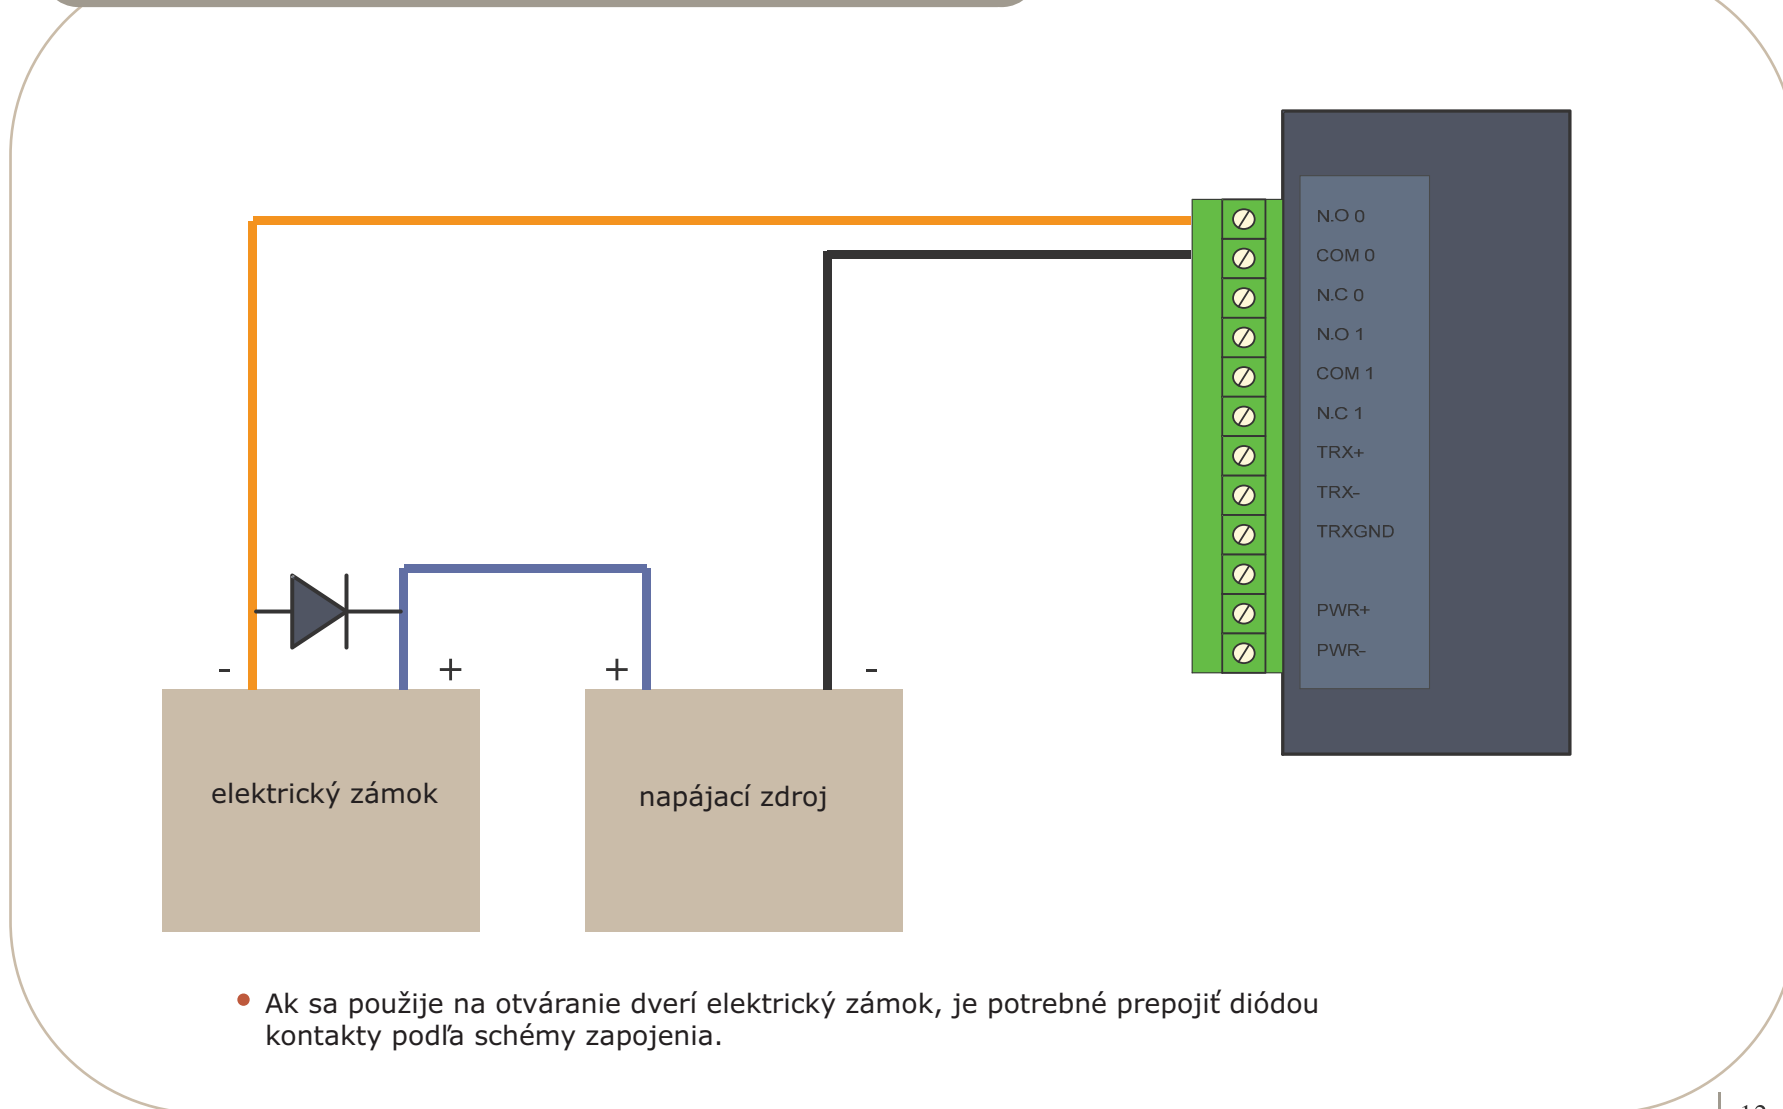 N.O 0
COM 0
N.C 0
N.O 1
COM 1
N.C 1
TRX+
TRX-
TRXGND
PWR+
PWR-
- + + -
elektrický zámok
napájací zdroj
• Ak sa použije na otváranie dverí elektrický zámok, je potrebné prepojiť diódou
kontakty podľa schémy zapojenia.